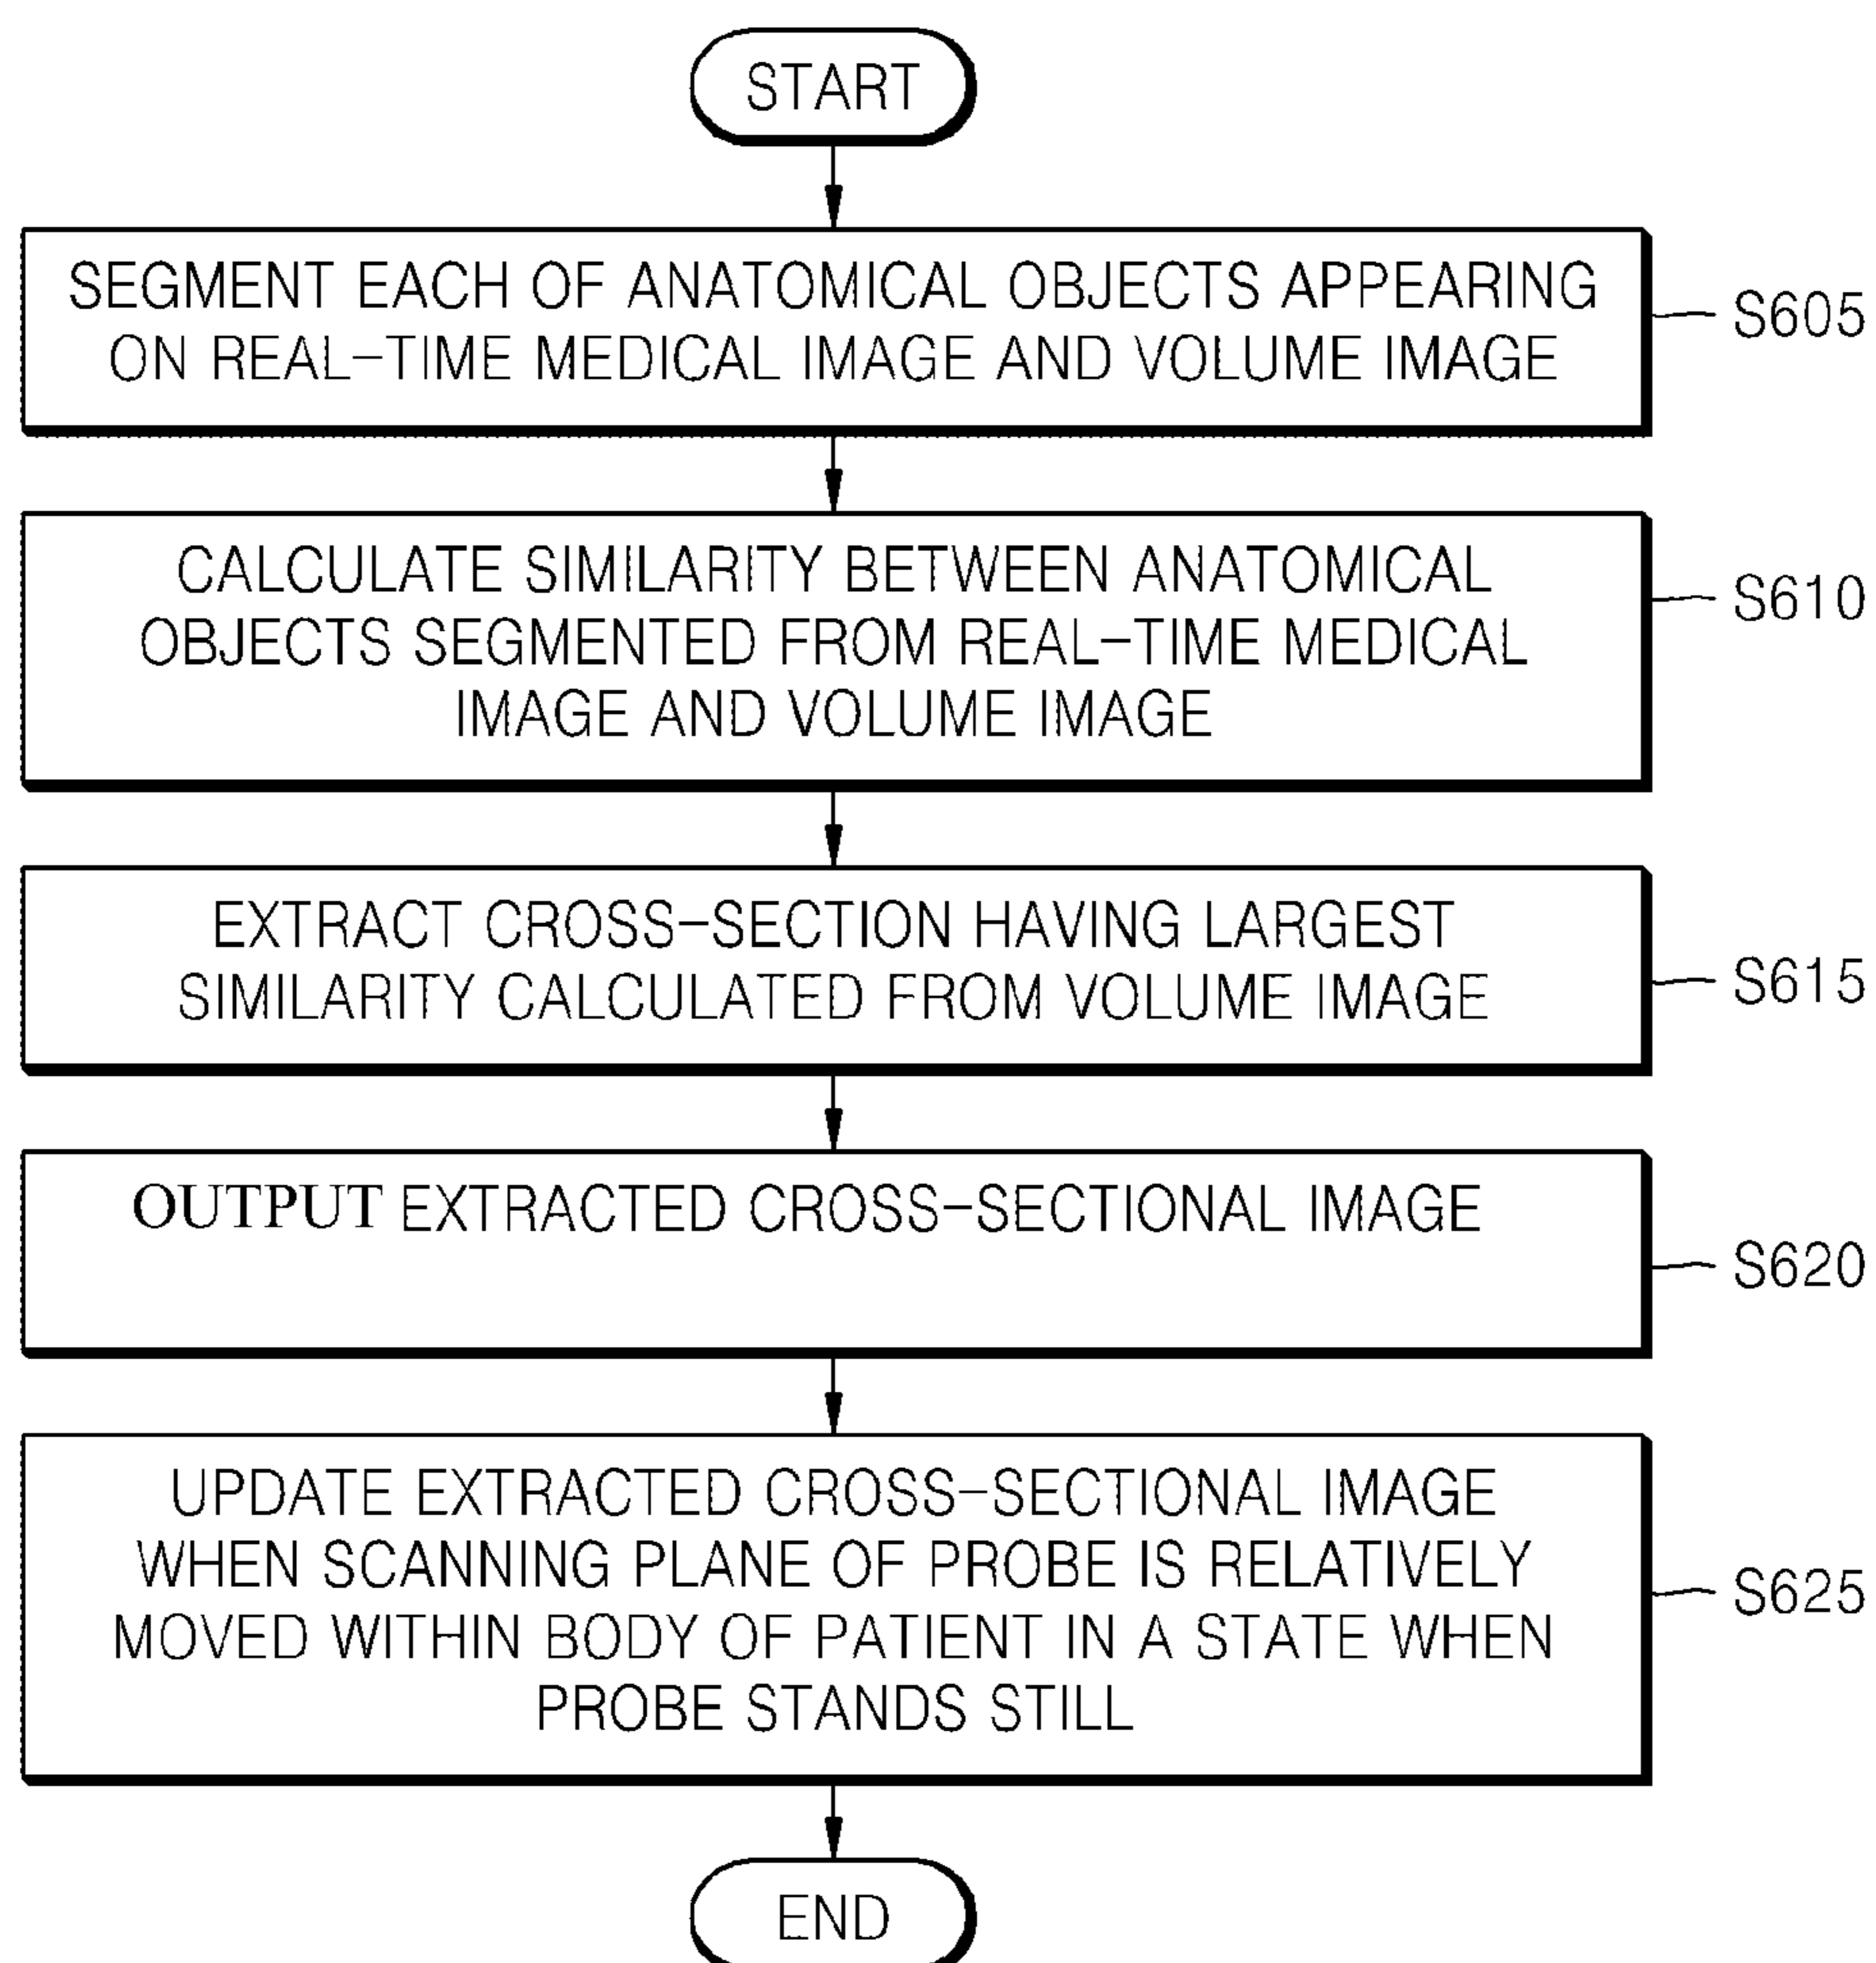 START
SEGMENT EACH OF ANATOMICAL OBJECTS APPEARING
ON REAL-TIME MEDICAL IMAGE AND VOLUME IMAGE
S605
CALCULATE SIMILARITY BETWEEN ANATOMICAL
OBJECTS SEGMENTED FROM REAL-TIME MEDICAL
IMAGE AND VOLUME IMAGE
S610
EXTRACT CROSS-SECTION HAVING LARGEST
SIMILARITY CALCULATED FROM VOLUME IMAGE
S615
OUTPUT EXTRACTED CROSS-SECTIONAL IMAGE
S620
UPDATE EXTRACTED CROSS-SECTIONAL IMAGE
WHEN SCANNING PLANE OF PROBE IS RELATIVELY
MOVED WITHIN BODY OF PATIENT IN A STATE WHEN
PROBE STANDS STILL
S625
END